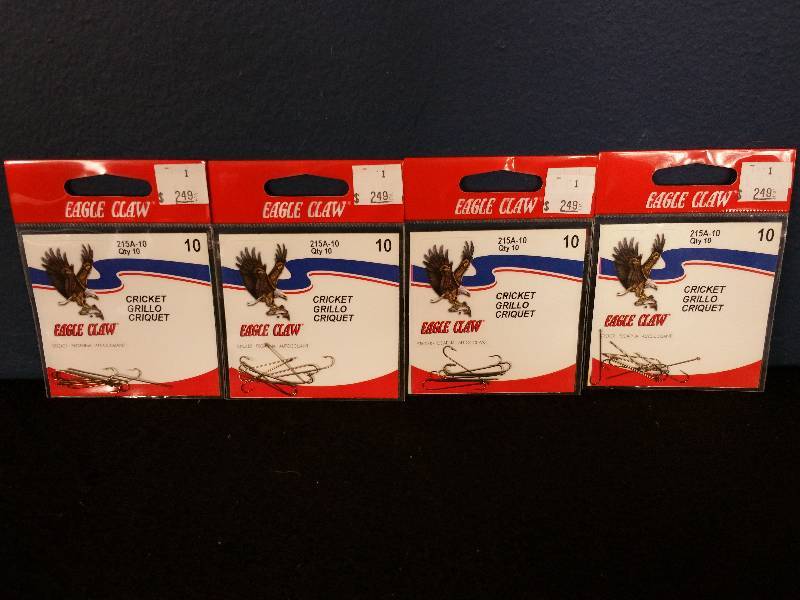 1
$ 249
EAGLE CLAW
215A-10
Qty 10
10
CRICKET
GRILLO
CRIQUET
EAGLE CLAW
1
$ 249
EAGLE CLAW
215A-10
Qty 10
10
CRICKET
GRILLO
CRIQUET
EAGLE CLAW
1
$ 249
EAGLE CLAW
215A-10
Qty 10
10
CRICKET
GRILLO
CRIQUET
EAGLE CLAW
1
$ 249
EAGLE CLAW
215A-10
Qty 10
10
CRICKET
GRILLO
CRIQUET
EAGLE CLAW